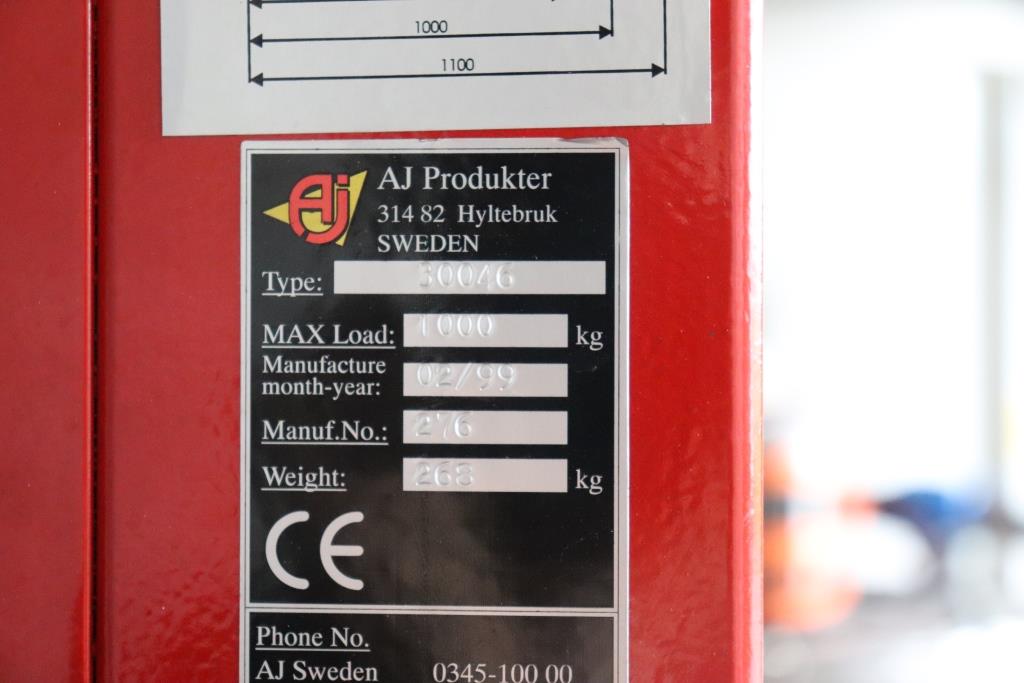 1000
1100
Aj
AJ Produkter
314 82 Hyltebruk
SWEDEN
Type: 30046
MAX Load: 1000 kg
Manufacture
month-year: 02/99
Manuf.No.: 276
Weight: 268 kg
CE
Phone No.
AJ Sweden 0345-100 00